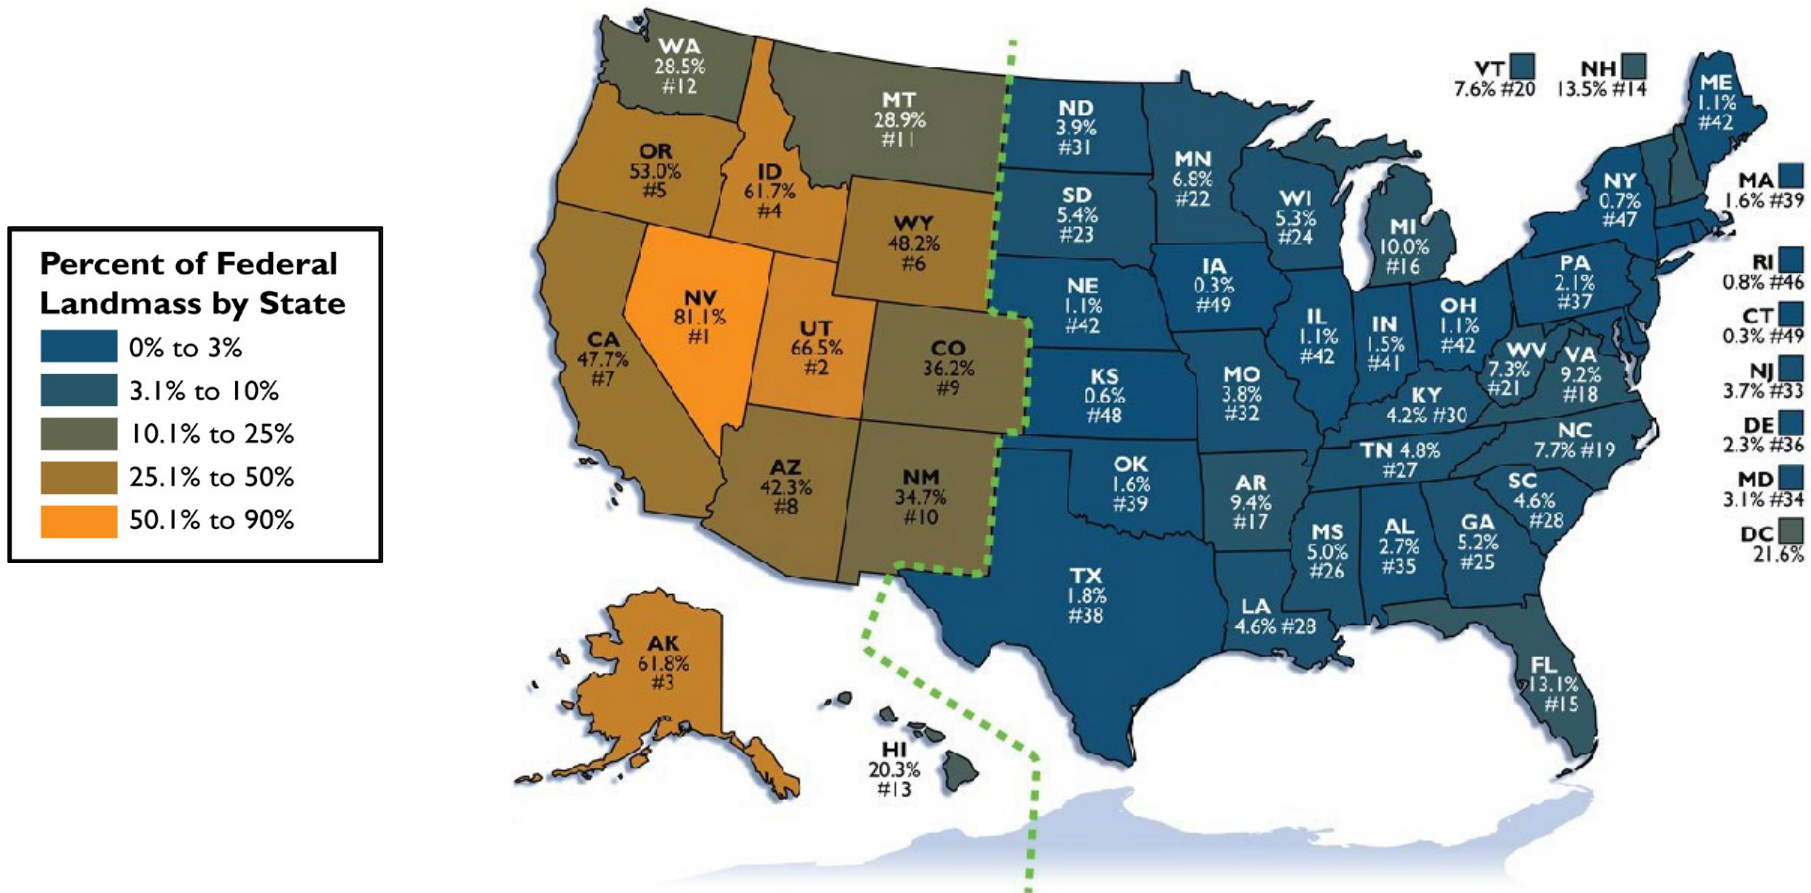 Percent of Federal
Landmass by State
0% to 3%
3.1% to 10%
10.1% to 25%
25.1% to 50%
50.1% to 90%
WA
28.5%
#12
MT
28.9%
#11
OR
53.0%
#5
ID
61.7%
#4
WY
48.2%
#6
NV
81.1%
#1
UT
66.5%
#2
CA
47.7%
#7
CO
36.2%
#9
AZ
42.3%
#8
NM
34.7%
#10
AK
61.8%
#3
HI
20.3%
#13
ND
3.9%
#31
SD
5.4%
#23
NE
1.1%
#42
KS
0.6%
#48
OK
1.6%
#39
TX
1.8%
#38
MN
6.8%
#22
IA
0.3%
#49
MO
3.8%
#32
AR
9.4%
#17
LA
4.6% #28
WI
5.3%
#24
IL
1.1%
#42
MI
10.0%
#16
IN
1.5%
#41
OH
1.1%
#42
KY
4.2% #30
TN 4.8%
#27
MS
5.0%
#26
AL
2.7%
#35
GA
5.2%
#25
FL
13.1%
#15
SC
4.6%
#28
NC
7.7% #19
WV
7.3%
#21
VA
9.2%
#18
PA
2.1%
#37
NY
0.7%
#47
ME
1.1%
#42
VT
7.6% #20
NH
13.5% #14
MA
1.6% #39
RI
0.8% #46
CT
0.3% #49
NJ
3.7% #33
DE
2.3% #36
MD
3.1% #34
DC
21.6%